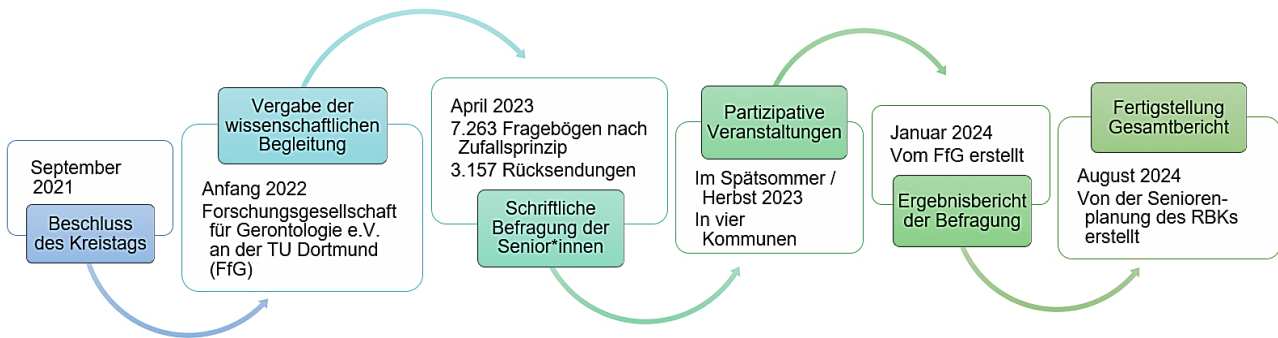 September
2021
Beschluss
des Kreistags
Vergabe der
wissenschaftlichen
Begleitung
Anfang 2022
Forschungsgesellschaft
für Gerontologie e.V.
an der TU Dortmund
(FfG)
April 2023
7.263 Fragebögen nach
Zufallsprinzip
3.157 Rücksendungen
Schriftliche
Befragung der
Senior*innen
Partizipative
Veranstaltungen
Im Spätsommer /
Herbst 2023
In vier
Kommunen
Januar 2024
Vom FfG erstellt
Ergebnisbericht
der Befragung
Fertigstellung
Gesamtbericht
August 2024
Von der Senioren-
planung des RBKs
erstellt